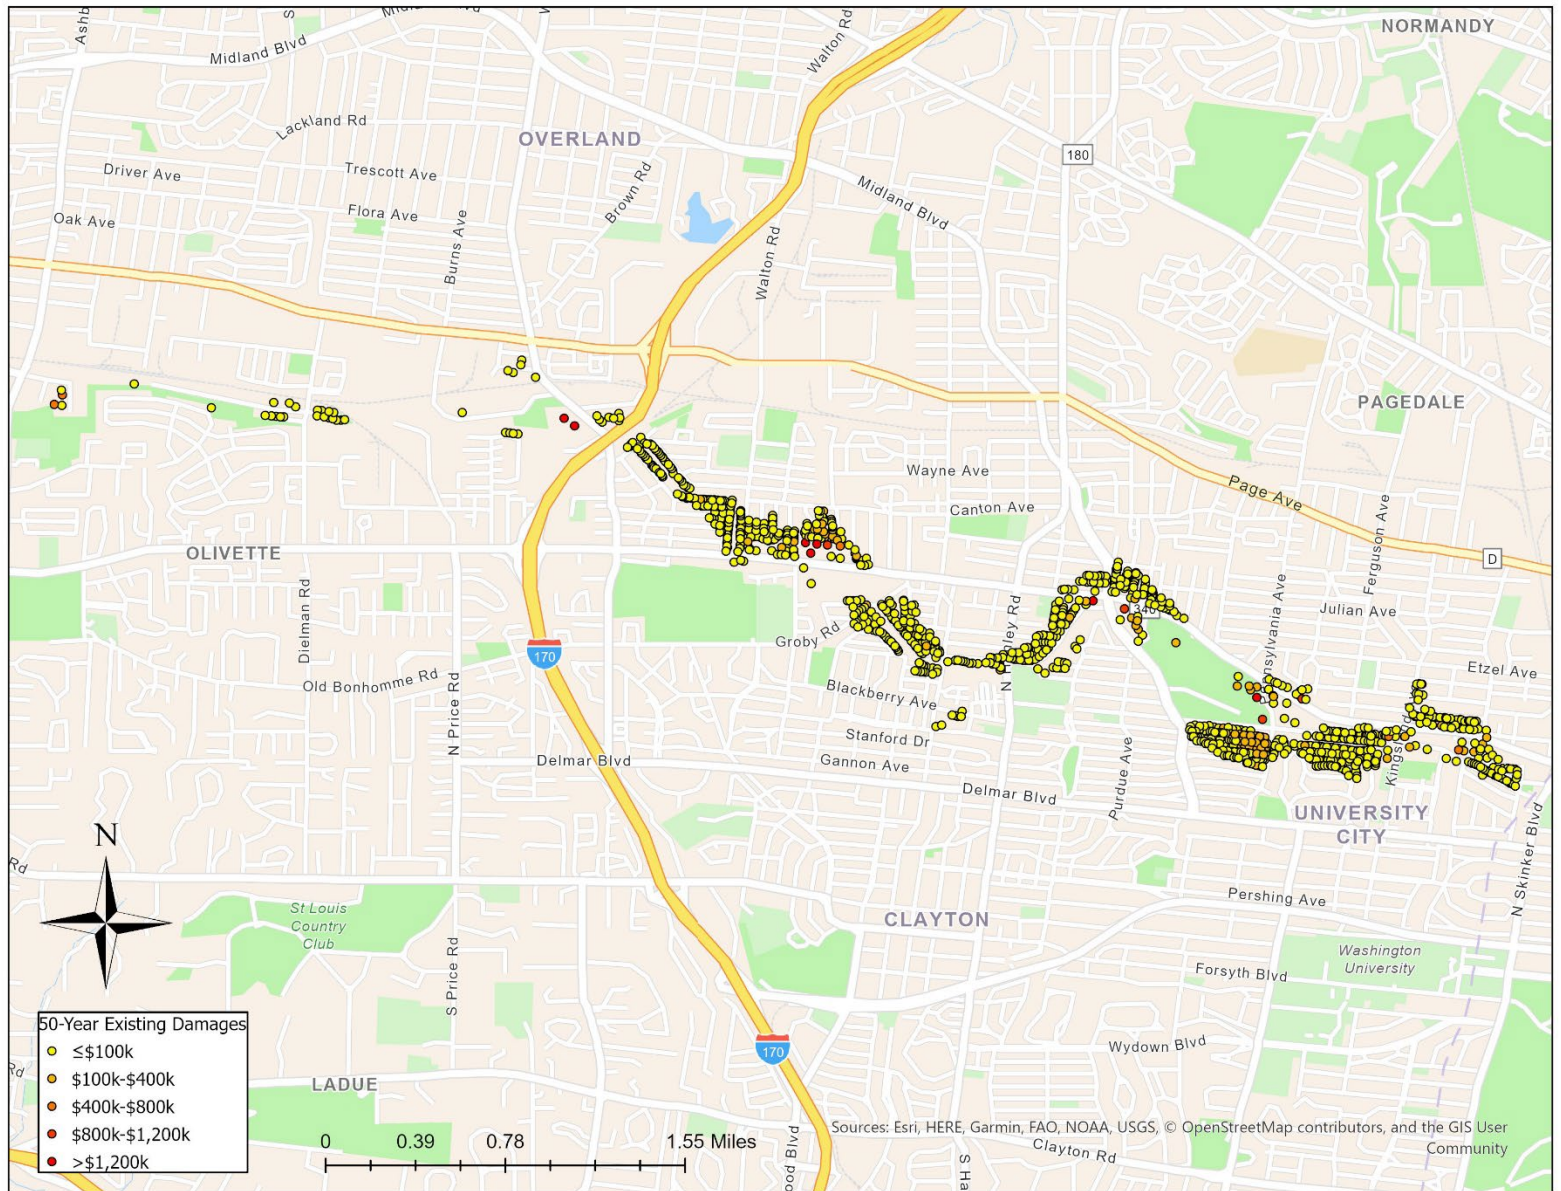 NORMANDY
Midland Blvd
Walton Rd
Lackland Rd
OVERLAND
180
Driver Ave
Trescott Ave
Brown Rd
Midland Blvd
Oak Ave
Flora Ave
Burns Ave
Walton Rd
PAGEDALE
Wayne Ave
Page Ave
Canton Ave
Ferguson Ave
OLIVETTE
D
Dielman Rd
340
Julian Ave
Groby Rd
170
Etzel Ave
Old Bonhomme Rd
N Price Rd
Blackberry Ave
Stanford Dr
Gannon Ave
Delmar Blvd
Delmar Blvd
Purdue Ave
UNIVERSITY
CITY
N Skinker Blvd
N
Rd
Pershing Ave
St Louis
Country
Club
CLAYTON
Washington
University
S Price Rd
Forsyth Blvd
50-Year Existing Damages
≤$100k
$100k-$400k
$400k-$800k
$800k-$1,200k
>$1,200k
170
Wydown Blvd
Rd
LADUE
0 0.39 0.78 1.55 Miles
Sources: Esri, HERE, Garmin, FAO, NOAA, USGS, © OpenStreetMap contributors, and the GIS User
Community
Clayton Rd